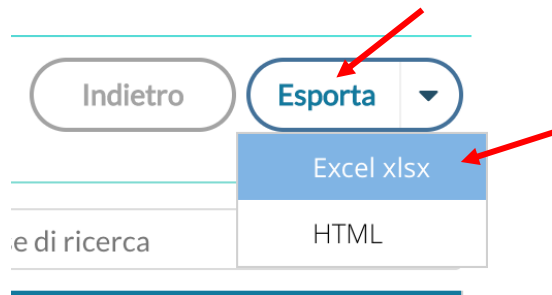 Indietro
Esporta
Excel xlsx
HTML
e di ricerca